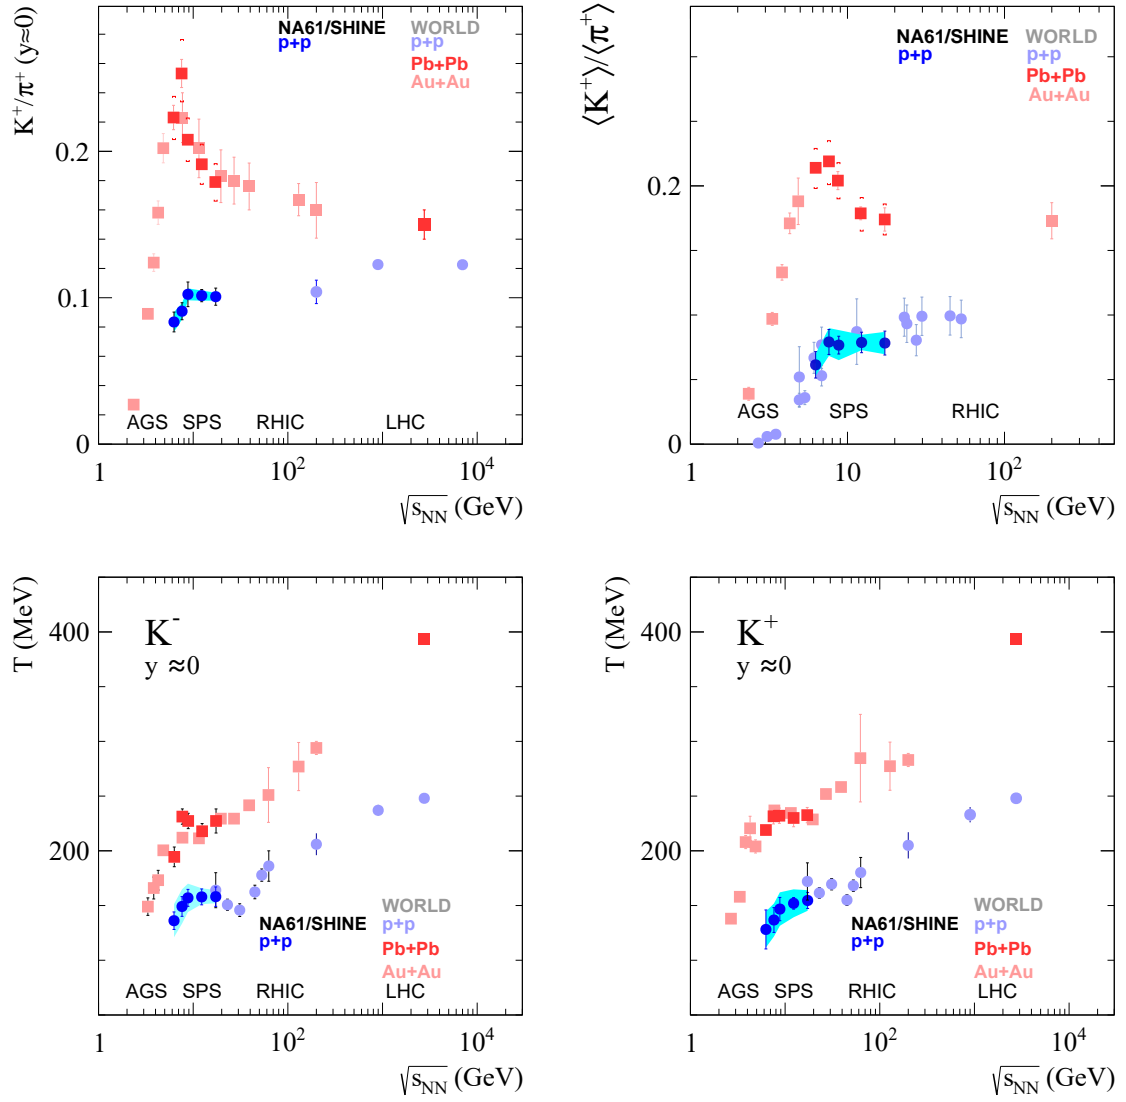 K⁺/π⁺ (y≈0)
NA61/SHINE
p+p
WORLD
p+p
Pb+Pb
Au+Au
0.2
0.1
0
AGS SPS RHIC LHC
1 10² 10⁴
√s_NN (GeV)
⟨K⁺⟩/⟨π⁺⟩
NA61/SHINE
p+p
WORLD
p+p
Pb+Pb
Au+Au
0.2
0
AGS SPS RHIC
1 10 10²
√s_NN (GeV)
T (MeV)
400
200
K⁻
y ≈0
NA61/SHINE
p+p
WORLD
p+p
Pb+Pb
Au+Au
AGS SPS RHIC LHC
1 10² 10⁴
√s_NN (GeV)
T (MeV)
400
200
K⁺
y ≈0
NA61/SHINE
p+p
WORLD
p+p
Pb+Pb
Au+Au
AGS SPS RHIC LHC
1 10² 10⁴
√s_NN (GeV)